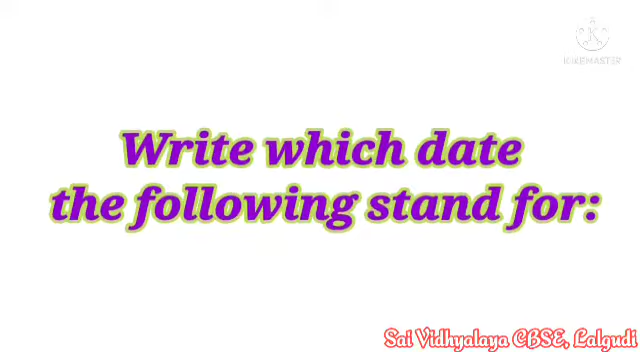 KINEMASTER
Write which date
the following stand for:
Sai Vidhyalaya CBSE, Lalgudi